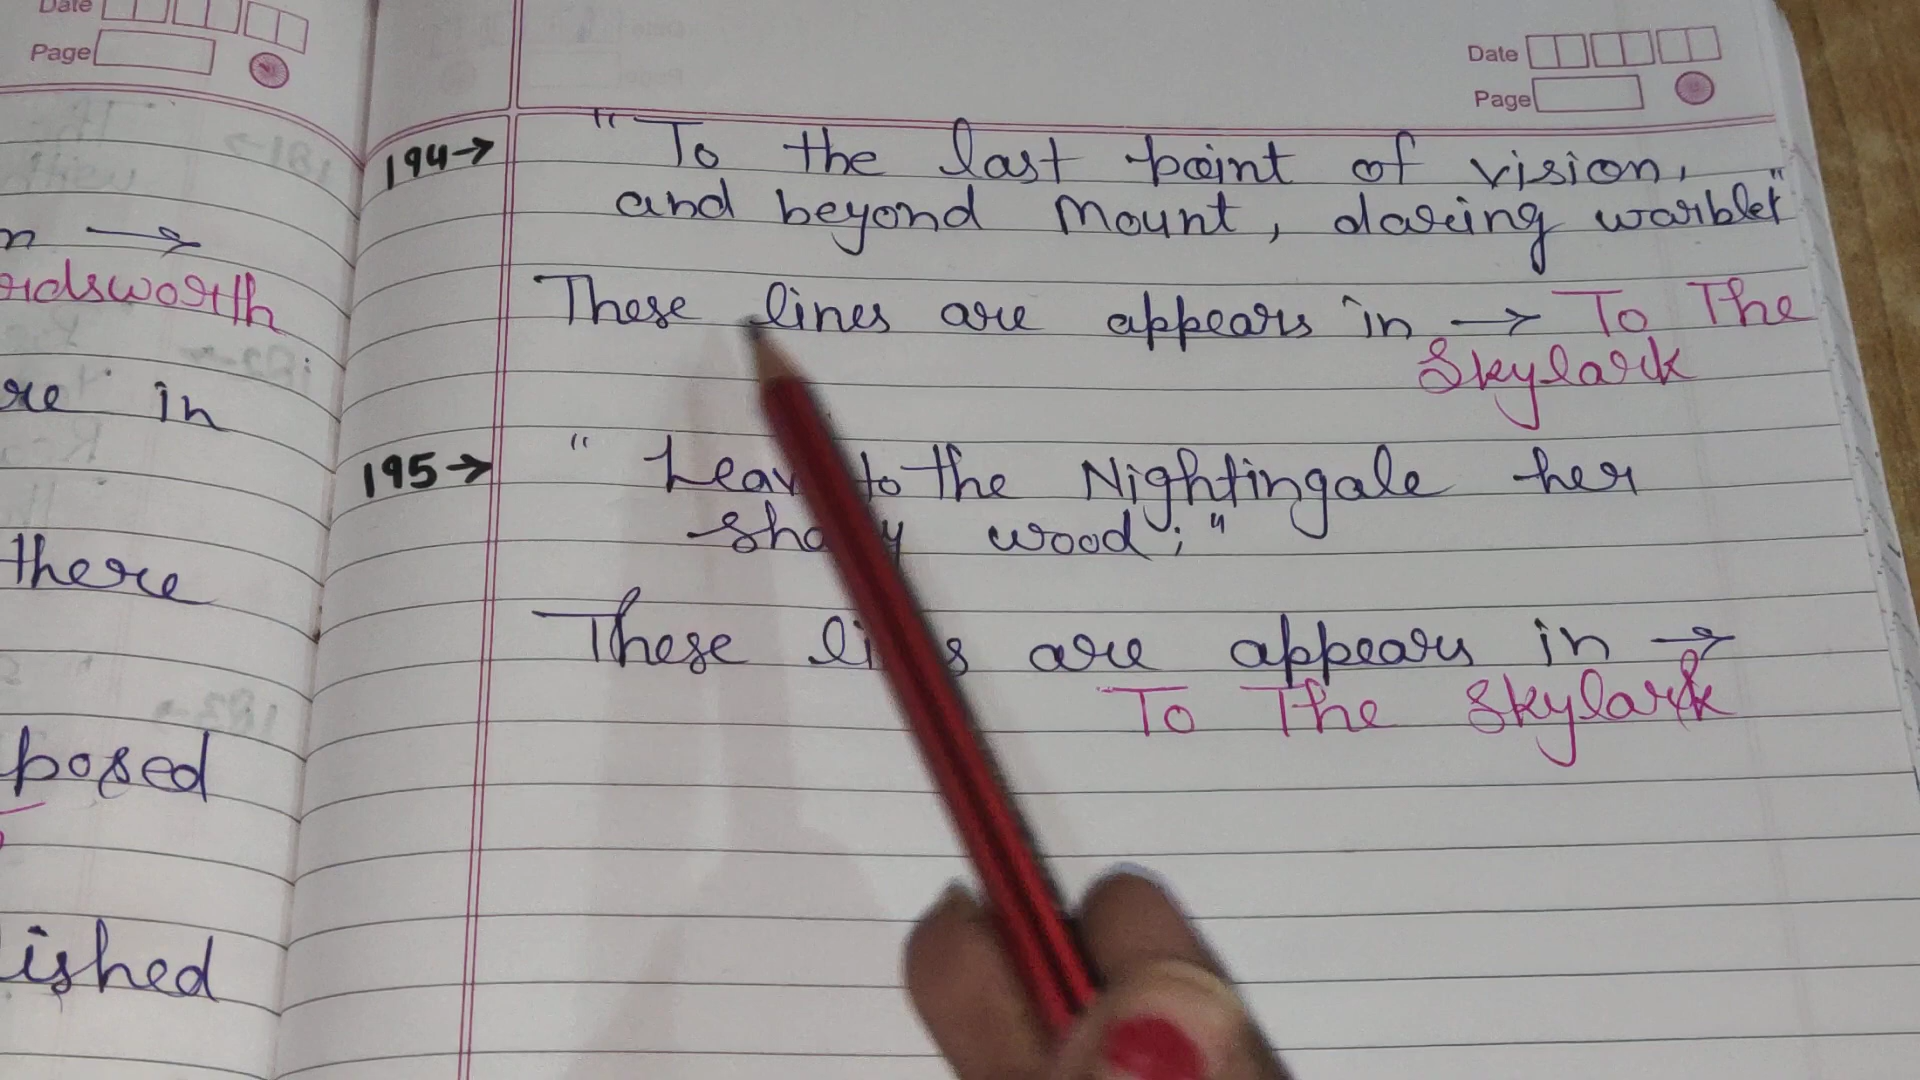 Date
Page
n →
rdsworth
re in
there
posed
ished
Date
Page
194→ "To the last point of vision,
and beyond Mount, daring warbler"
These lines are appears in → To The
Skylark
195→ "Leav to the Nightingale her
wood;"
These are appears in →
To The Skylark